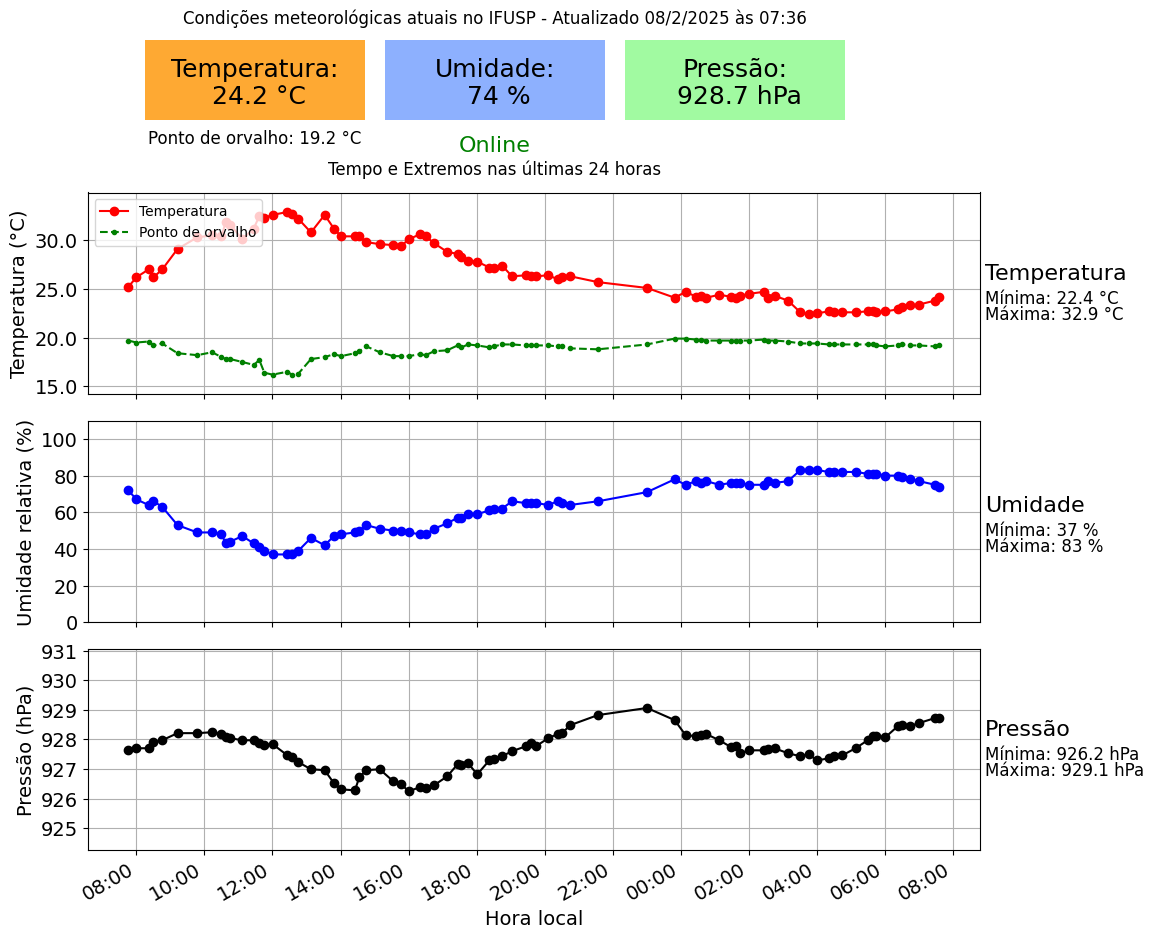 Condições meteorológicas atuais no IFUSP - Atualizado 08/2/2025 às 07:36
Temperatura:
24.2 °C
Umidade:
74 %
Pressão:
928.7 hPa
Ponto de orvalho: 19.2 °C
Online
Tempo e Extremos nas últimas 24 horas
Temperatura (°C)
30.0
25.0
20.0
15.0
Temperatura
Ponto de orvalho
Temperatura
Mínima: 22.4 °C
Máxima: 32.9 °C
Umidade relativa (%)
100
80
60
40
20
0
Umidade
Mínima: 37 %
Máxima: 83 %
Pressão (hPa)
931
930
929
928
927
926
925
Pressão
Mínima: 926.2 hPa
Máxima: 929.1 hPa
08:00 10:00 12:00 14:00 16:00 18:00 20:00 22:00 00:00 02:00 04:00 06:00 08:00
Hora local